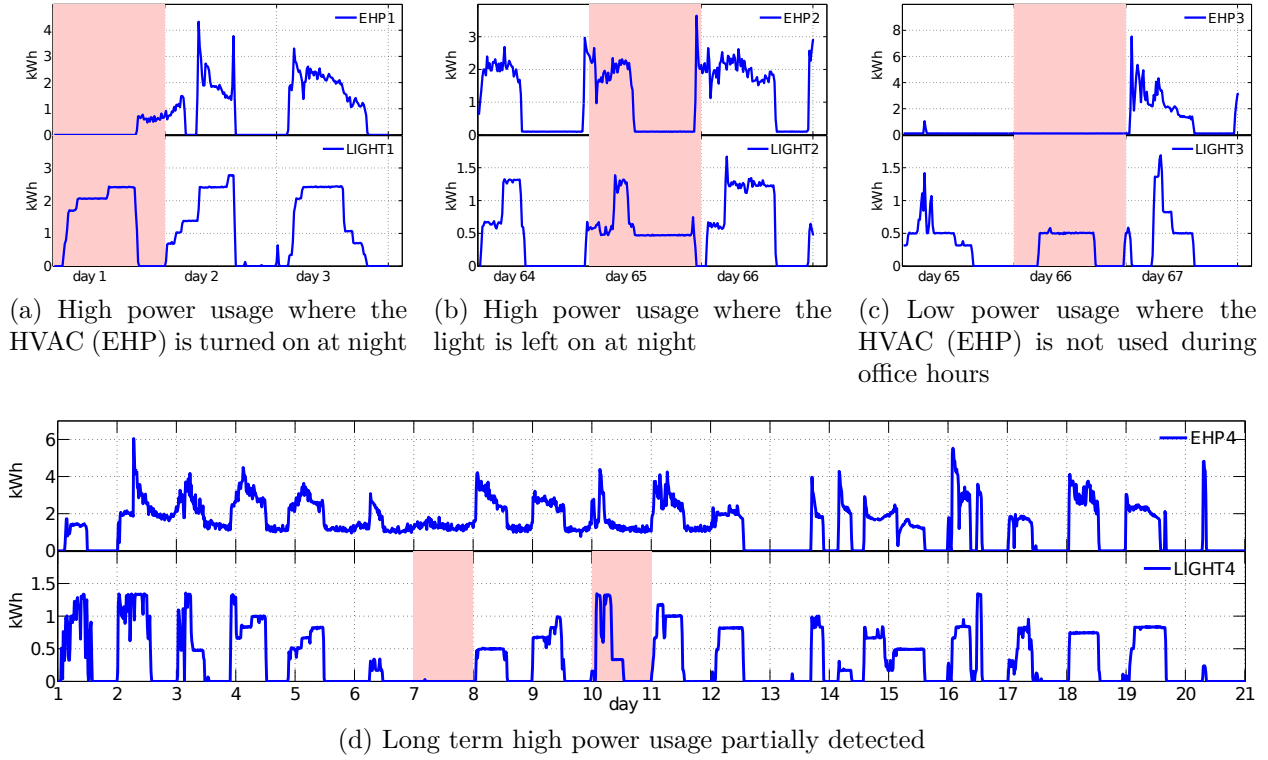 EHP1
4
3
2
1
0
kWh
LIGHT1
3
2
1
0
kWh
day 1 day 2 day 3
(a) High power usage where the
HVAC (EHP) is turned on at night
EHP2
3
2
1
0
kWh
LIGHT2
1.5
1
0.5
0
kWh
day 64 day 65 day 66
(b) High power usage where the
light is left on at night
EHP3
8
6
4
2
0
kWh
LIGHT3
1.5
1
0.5
0
kWh
day 65 day 66 day 67
(c) Low power usage where the
HVAC (EHP) is not used during
office hours
EHP4
6
4
2
0
kWh
LIGHT4
1.5
1
0.5
0
kWh
1 2 3 4 5 6 7 8 9 10 11 12 13 14 15 16 17 18 19 20 21
day
(d) Long term high power usage partially detected